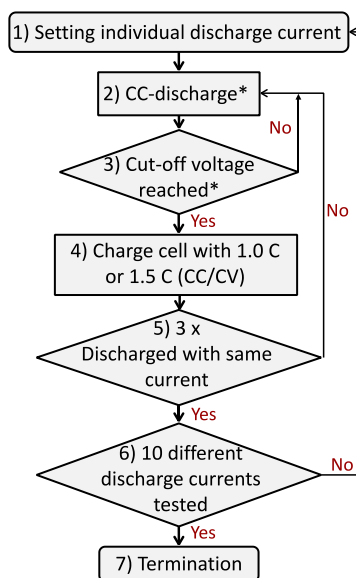 1) Setting individual discharge current
2) CC-discharge*
No
3) Cut-off voltage
reached*
No
Yes
4) Charge cell with 1.0 C
or 1.5 C (CC/CV)
5) 3 x
Discharged with same
current
Yes
6) 10 different
discharge currents
tested
No
Yes
7) Termination